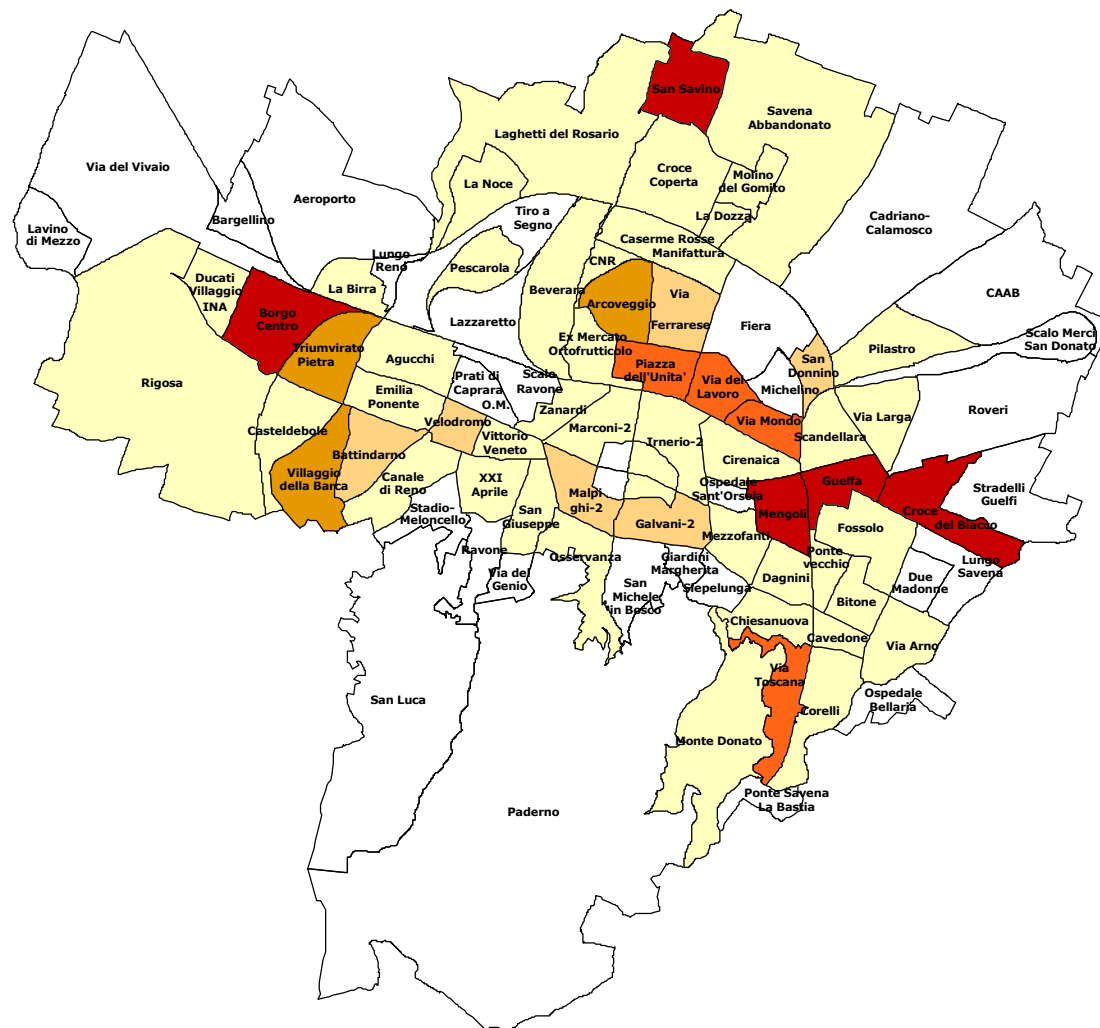 San Savino
Savena
Abbandonato
Laghetti del Rosario
Via del Vivaio
Croce
Coperta
Molino
del Gomito
La Noce
Aeroporto
Bargellino
Tiro a
Segno
La Dozza
Cadriano-
Calamosco
Lavino
di Mezzo
Lungo
Reno
Caserme Rosse
Manifattura
Pescarola
CNR
Ducati
Villaggio
INA
La Birra
Beverara
Arcoveggio
Via
Ferrarese
CAAB
Borgo
Centro
Lazzaretto
Fiera
Scalo Merci
San Donato
Ex Mercato
Ortofrutticolo
Triumvirato
Pietra
Agucchi
Pilastro
San
Donnino
Piazza
dell'Unita'
Prati di
Caprara
O.M.
Scalo
Ravone
Via del
Lavoro
Michelino
Rigosa
Emilia
Ponente
Zanardi
Roveri
Via Larga
Casteldebole
Velodromo
Marconi-2
Via Mondo
Vittorio
Veneto
Irnerio-2
Scandellara
Battindarno
Cirenaica
Villaggio
della Barca
Canale
di Reno
XXI
Aprile
Ospedale
Sant'Orsola
Guelfa
Stradelli
Guelfi
Malpi
ghi-2
Mengoli
Croce
del Biacco
Stadio-
Meloncello
San
Giuseppe
Galvani-2
Mezzofanti
Fossolo
Ravone
Osservanza
Giardini
Margherita
Ponte
vecchio
Lungo
Savena
Via del
Genio
Dagnini
Due
Madonne
San
Michele
in Bosco
Siepelunga
Bitone
Chiesanuova
Cavedone
Via Arno
Via
Toscana
San Luca
Ospedale
Bellaria
Corelli
Monte Donato
Ponte Savena
La Bastia
Paderno